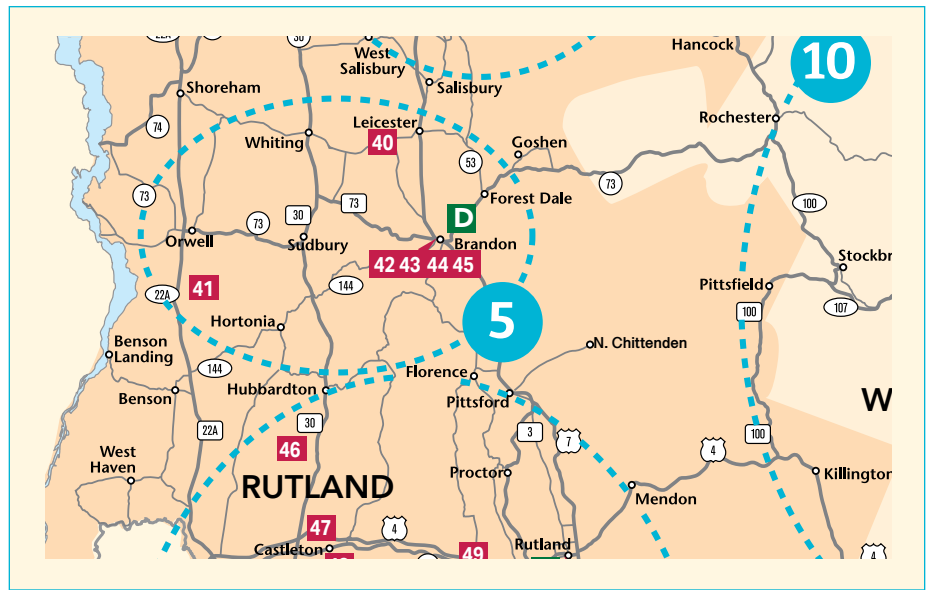 22A
30
West
Salisbury
Hancock
10
Shoreham
Salisbury
74
Whiting
Leicester
40
Rochester
Goshen
53
73
73
73
Forest Dale
100
30
73
D
Orwell
Sudbury
Brandon
42 43 44 45
Stockbr
41
22A
144
Pittsfield
100
107
Hortonia
5
Benson
Landing
N. Chittenden
144
Florence
Benson
Hubbardton
Pittsford
W
22A
30
3
7
100
46
4
West
Haven
Proctor
Killington
RUTLAND
Mendon
47
4
Castleton
49
Rutland
4